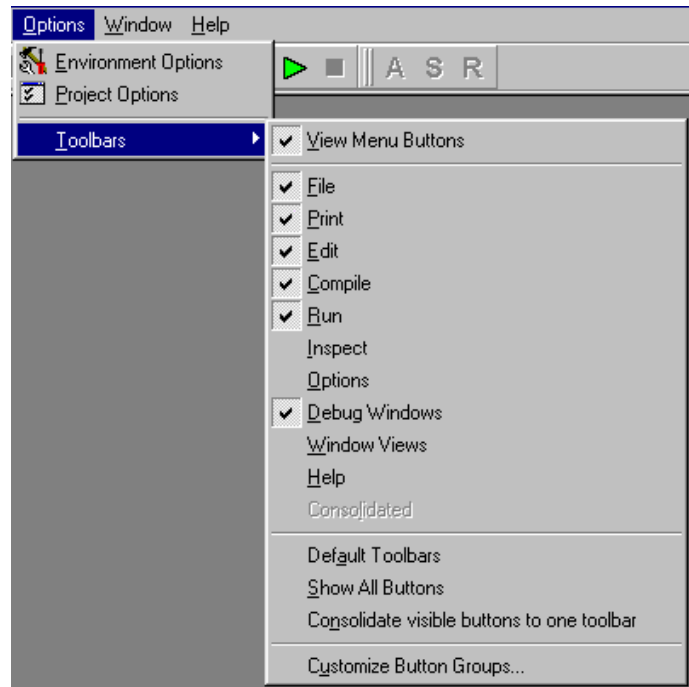 Options Window Help
Environment Options
A S R
Project Options
Toolbars
View Menu Buttons
File
Print
Edit
Compile
Run
Inspect
Options
Debug Windows
Window Views
Help
Consolidated
Default Toolbars
Show All Buttons
Consolidate visible buttons to one toolbar
Customize Button Groups...